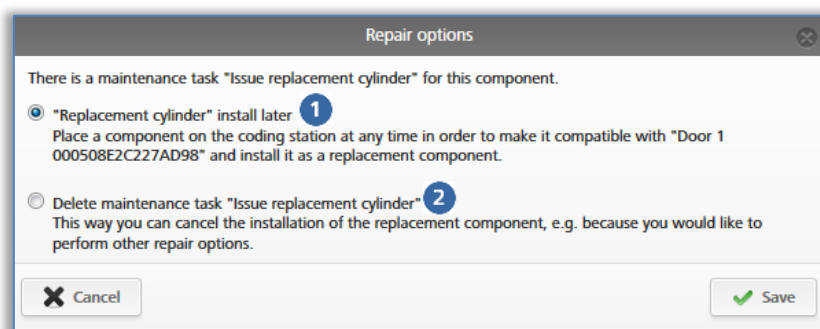 Repair options
There is a maintenance task "Issue replacement cylinder" for this component.
"Replacement cylinder" install later 1
Place a component on the coding station at any time in order to make it compatible with "Door 1
000508E2C227AD98" and install it as a replacement component.
Delete maintenance task "Issue replacement cylinder" 2
This way you can cancel the installation of the replacement component, e.g. because you would like to
perform other repair options.
Cancel
Save